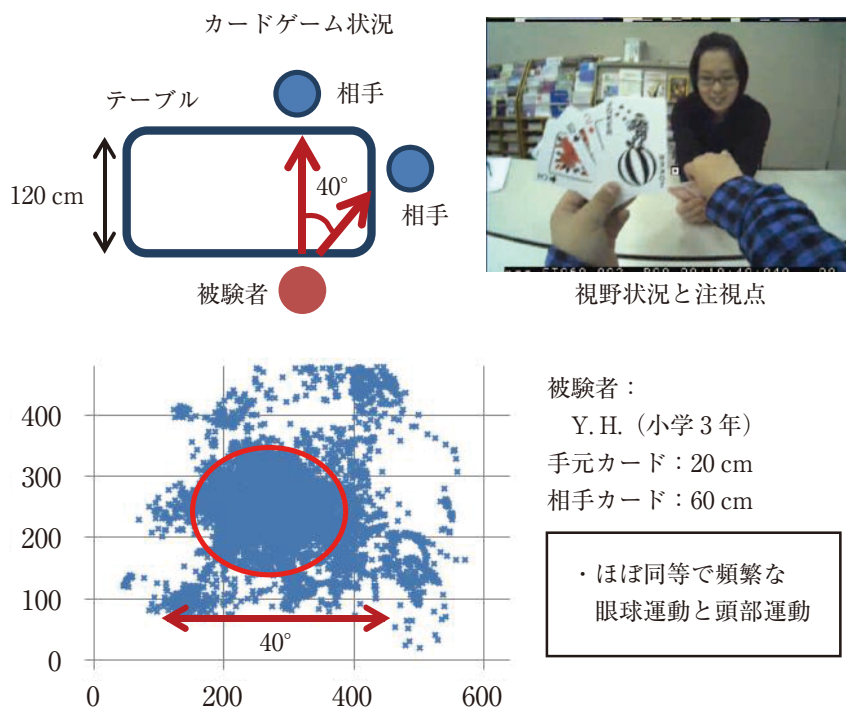 カードゲーム状況
テーブル
相手
120 cm
40°
相手
被験者
視野状況と注視点
400
300
200
100
0
0 200 400 600
40°
被験者：
Y. H.（小学 3 年）
手元カード：20 cm
相手カード：60 cm
・ほぼ同等で頻繁な
眼球運動と頭部運動